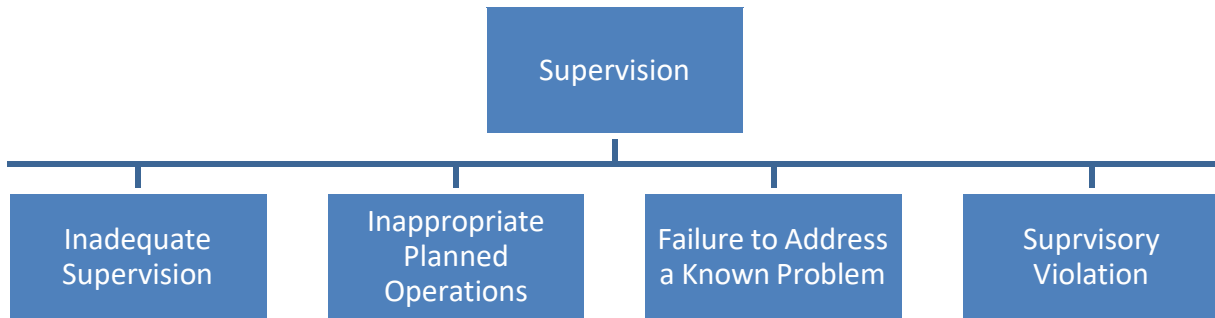 Supervision
Inadequate
Supervision
Inappropriate
Planned
Operations
Failure to Address
a Known Problem
Suprvisory
Violation